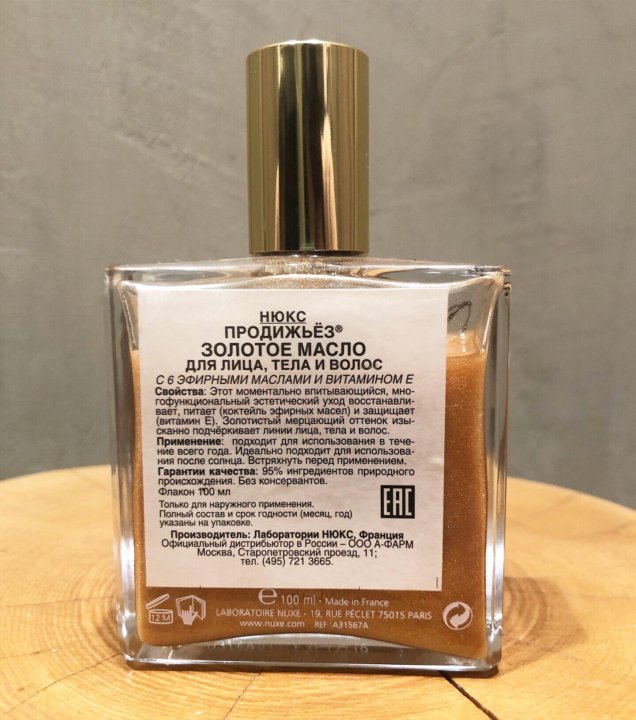 НЮКС
ПРОДИЖЬЁЗ®
ЗОЛОТОЕ МАСЛО
ДЛЯ ЛИЦА, ТЕЛА И ВОЛОС
С 6 ЭФИРНЫМИ МАСЛАМИ И ВИТАМИНОМ Е
Свойства: Этот моментально впитывающийся, мно-
гофункциональный эстетический уход восстанавли-
вает, питает (коктейль эфирных масел) и защищает
(витамин Е). Золотистый мерцающий оттенок изы-
сканно подчёркивает линии лица, тела и волос.
Применение: подходит для использования в тече-
ние всего года. Идеально подходит для использова-
ния после солнца. Встряхнуть перед применением.
Гарантии качества: 95% ингредиентов природного
происхождения. Без консервантов.
Флакон 100 мл
Только для наружного применения.
Полный состав и срок годности (месяц, год)
указаны на упаковке.
EAC
Производитель: Лаборатории НЮКС, Франция
Официальный дистрибьютор в России – ООО А-ФАРМ
Москва, Старопетровский проезд, 11;
тел. (495) 721 3665.
℮ 100 ml - Made in France
12 M
LABORATOIRE NUXE - 19, RUE PÉCLET 75015 PARIS
www.nuxe.com REF : A31567A